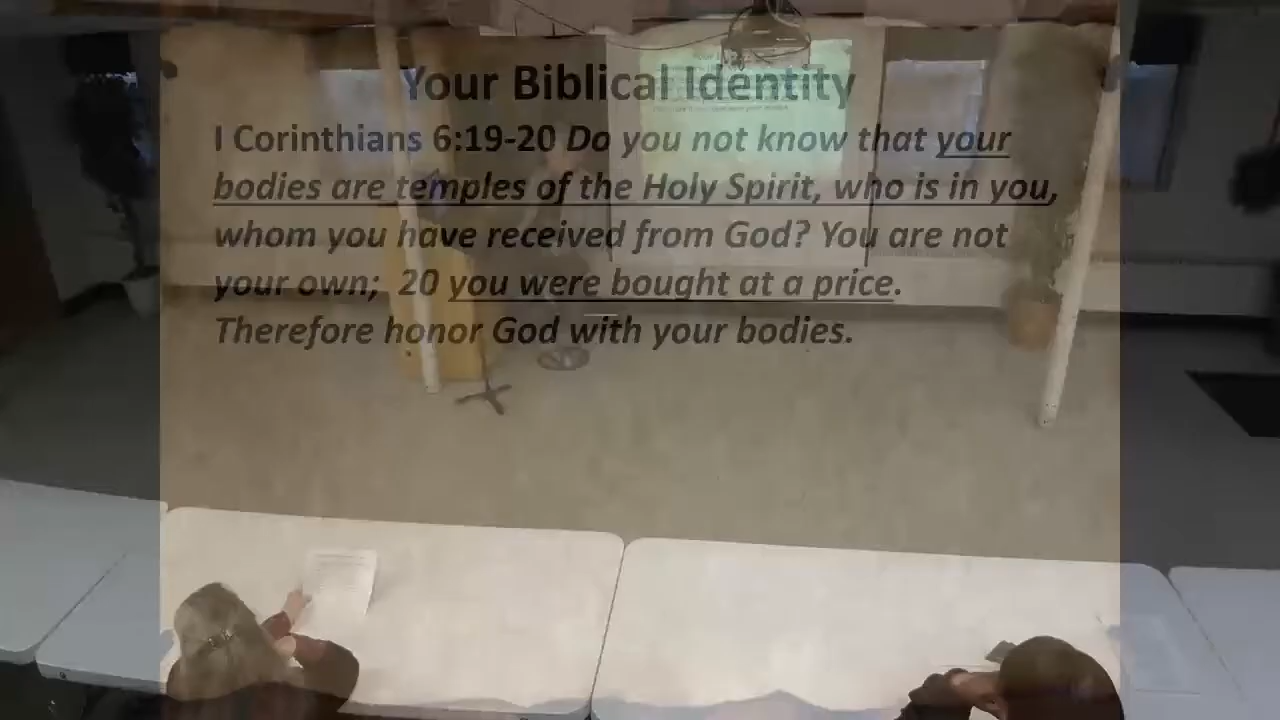 Your Biblical Identity
I Corinthians 6:19-20 Do you not know that your
bodies are temples of the Holy Spirit, who is in you,
whom you have received from God? You are not
your own;  20 you were bought at a price.
Therefore honor God with your bodies.